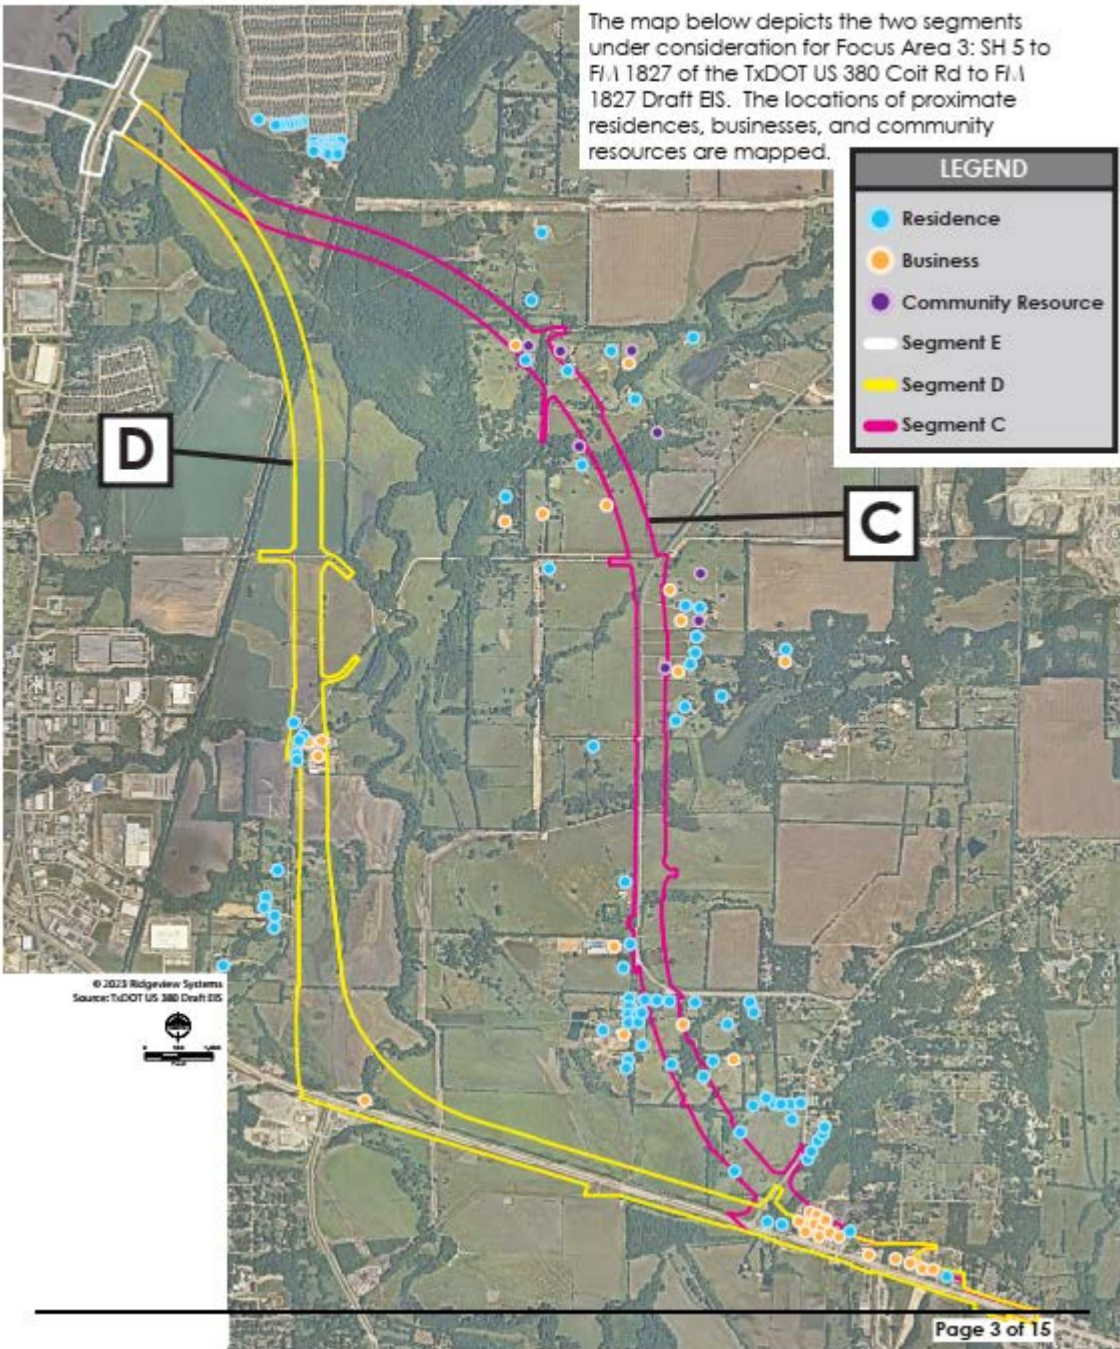 The map below depicts the two segments
under consideration for Focus Area 3: SH 5 to
FM 1827 of the TxDOT US 380 Coit Rd to FM
1827 Draft EIS. The locations of proximate
residences, businesses, and community
resources are mapped.
LEGEND
Residence
Business
Community Resource
Segment E
Segment D
Segment C
D
C
© 2023 Ridgeview Systems
Source: TxDOT US 380 Draft EIS
Page 3 of 15